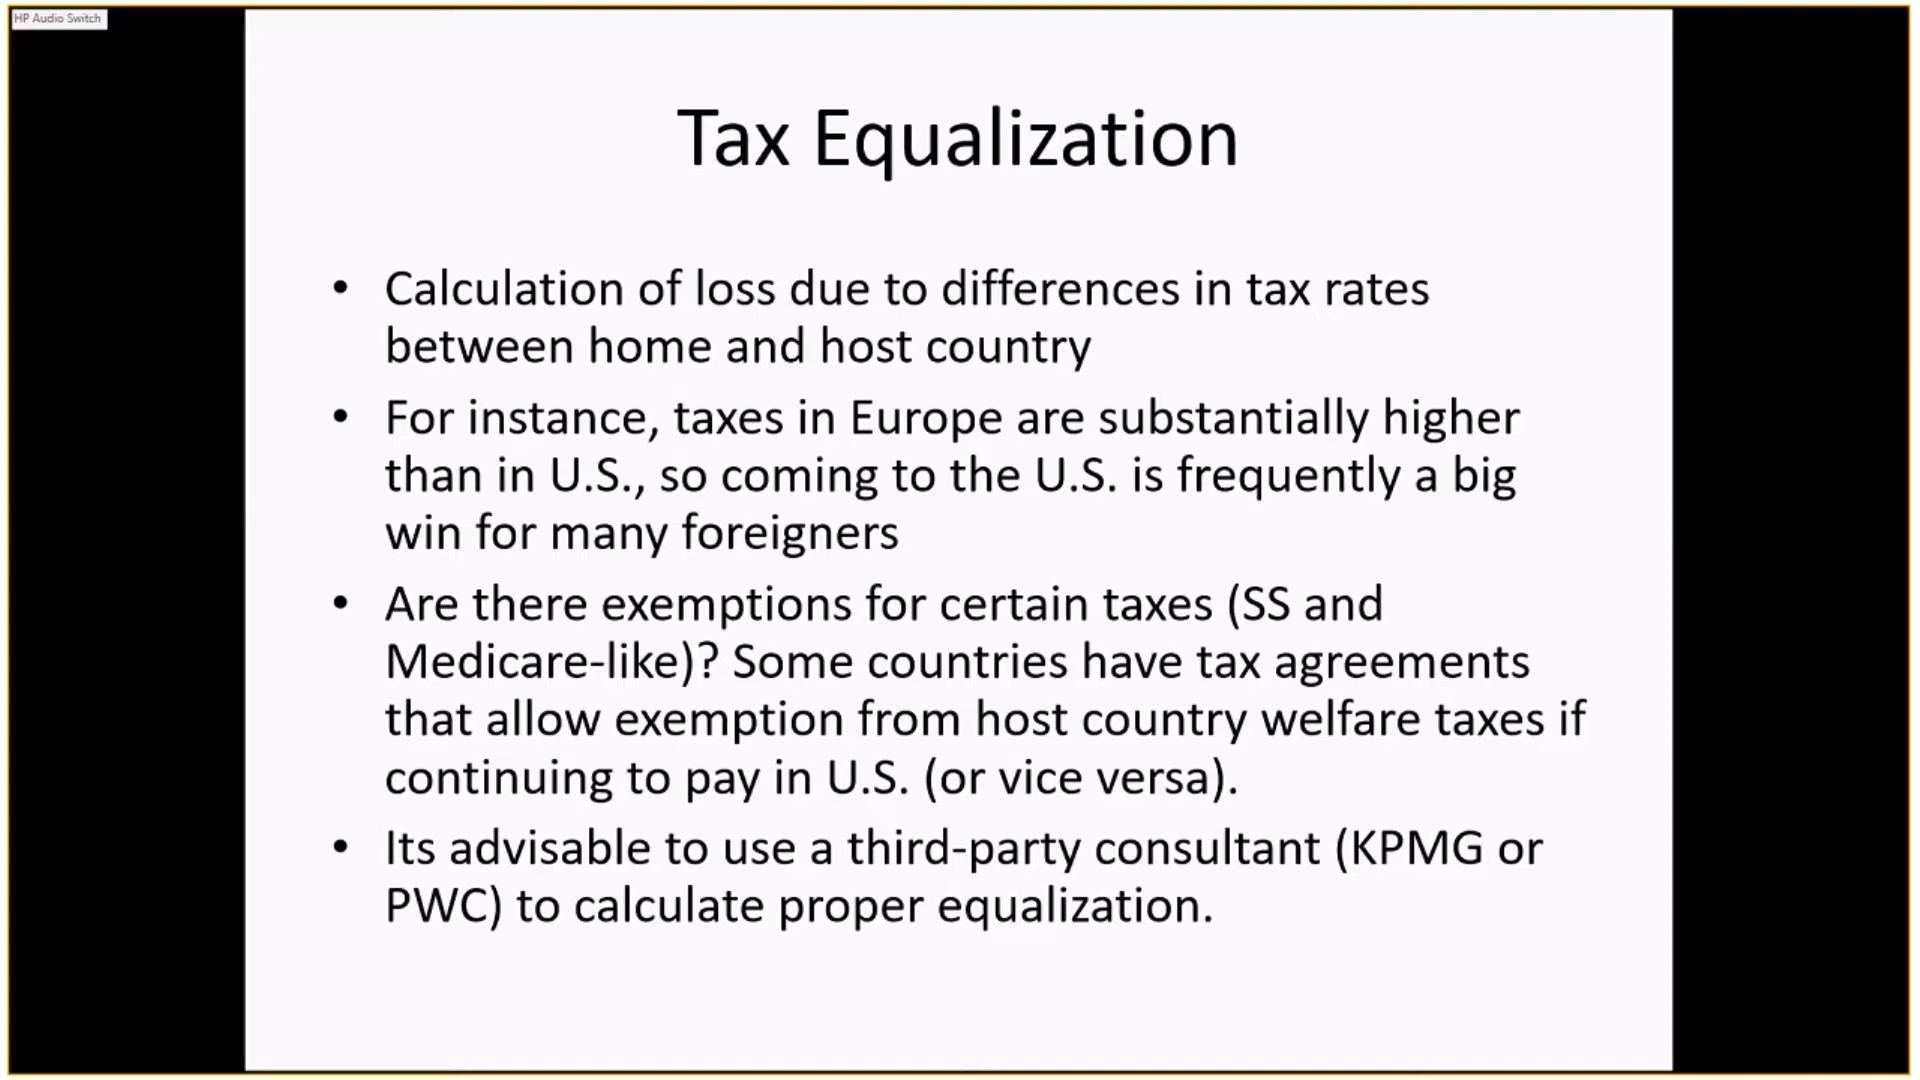 HP Audio Switch
Tax Equalization
• Calculation of loss due to differences in tax rates
between home and host country
• For instance, taxes in Europe are substantially higher
than in U.S., so coming to the U.S. is frequently a big
win for many foreigners
• Are there exemptions for certain taxes (SS and
Medicare-like)? Some countries have tax agreements
that allow exemption from host country welfare taxes if
continuing to pay in U.S. (or vice versa).
• Its advisable to use a third-party consultant (KPMG or
PWC) to calculate proper equalization.